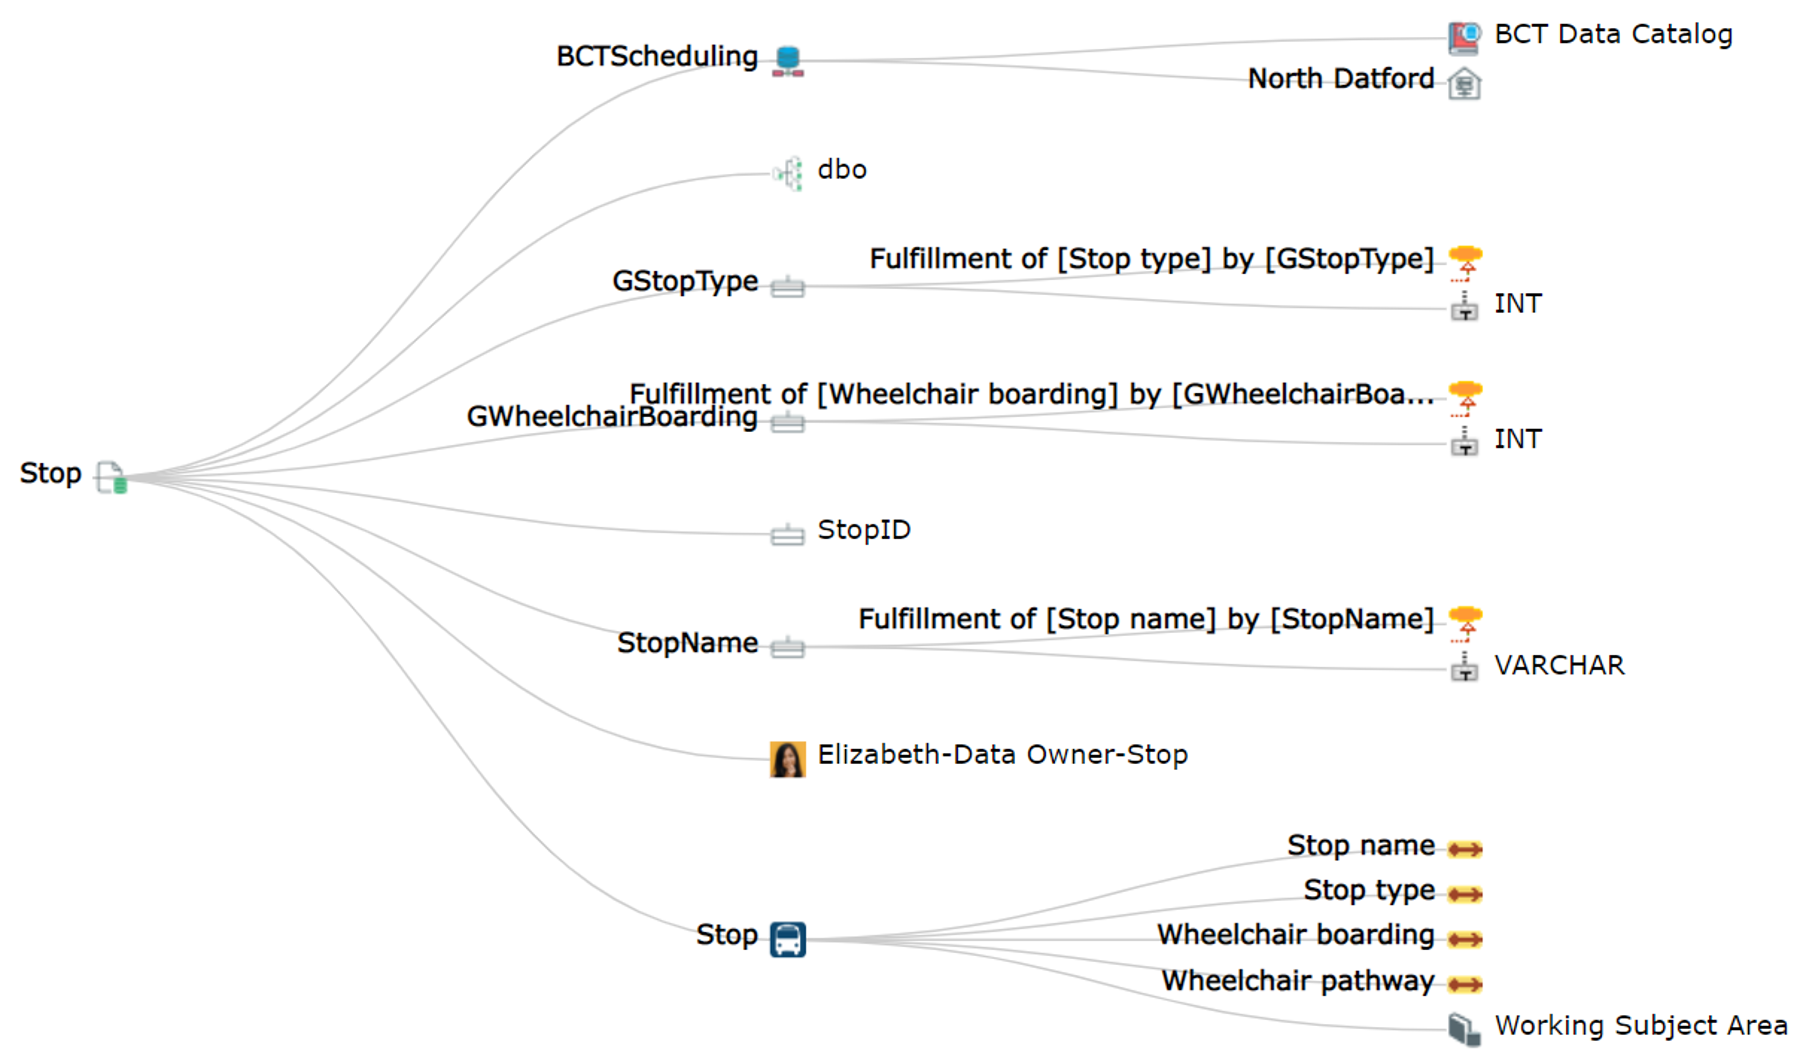 BCTScheduling
BCT Data Catalog
North Datford
dbo
GStopType
Fulfillment of [Stop type] by [GStopType]
INT
Fulfillment of [Wheelchair boarding] by [GWheelchairBoa...
GWheelchairBoarding
INT
Stop
StopID
StopName
Fulfillment of [Stop name] by [StopName]
VARCHAR
Elizabeth-Data Owner-Stop
Stop
Stop name
Stop type
Wheelchair boarding
Wheelchair pathway
Working Subject Area